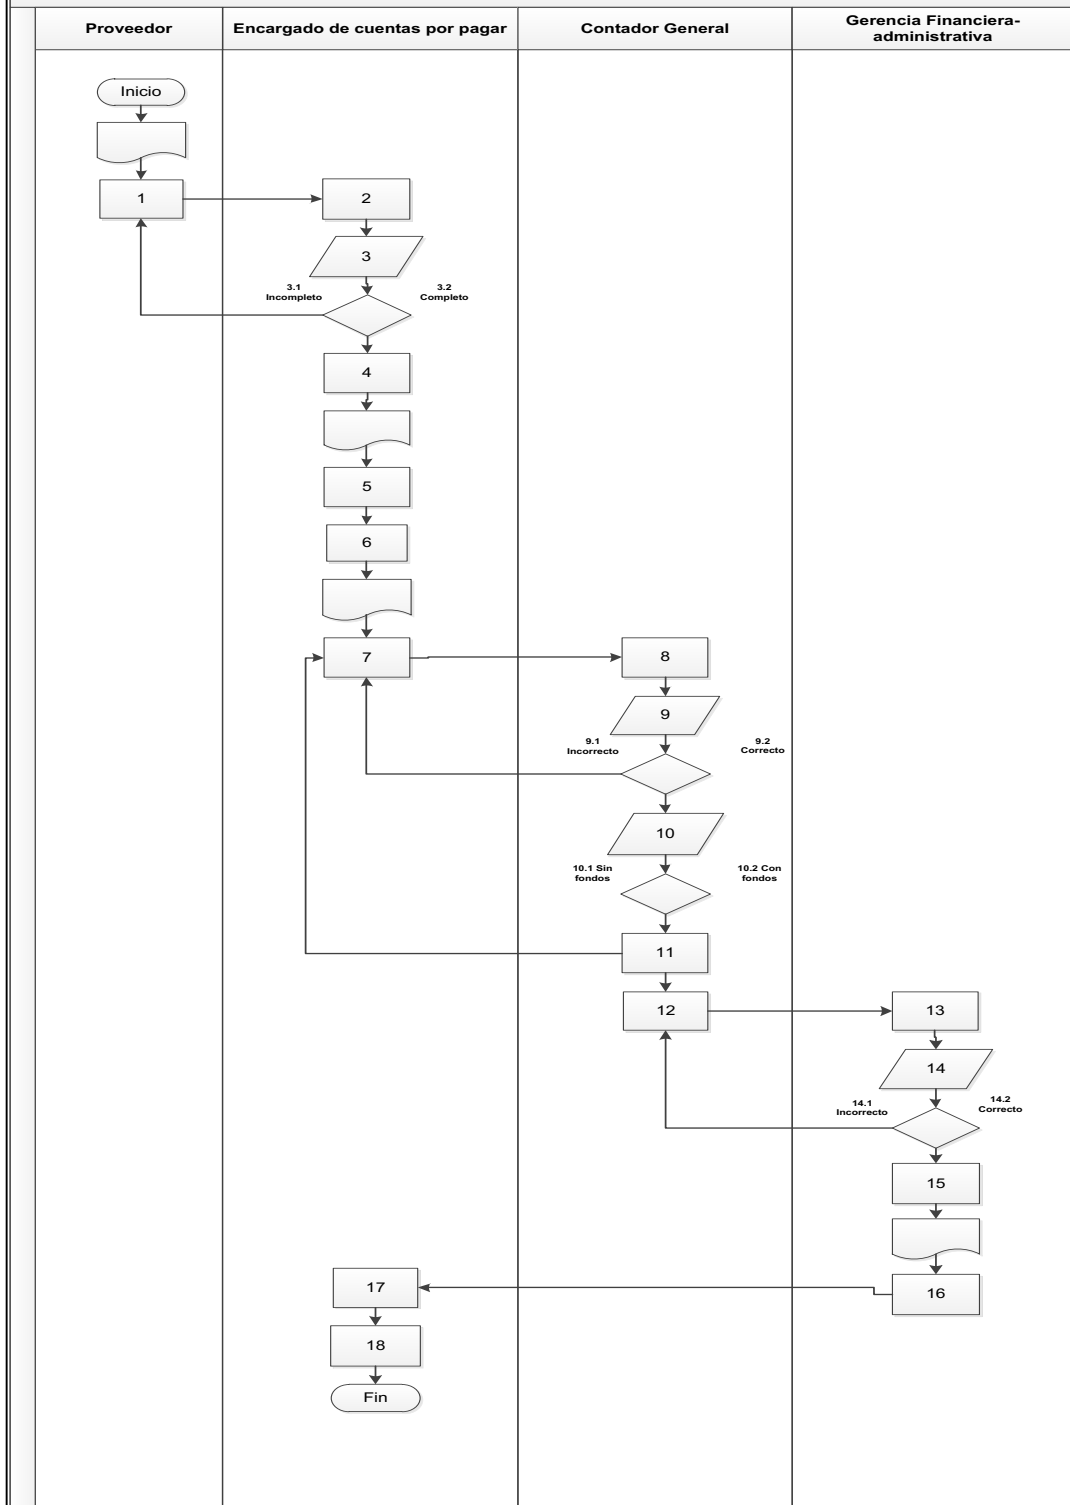 Proveedor
Encargado de cuentas por pagar
Contador General
Gerencia Financiera-
administrativa
Inicio
1
2
3
3.1
Incompleto
3.2
Completo
4
5
6
7
8
9
9.1
Incorrecto
9.2
Correcto
10
10.1 Sin
fondos
10.2 Con
fondos
11
12
13
14
14.1
Incorrecto
14.2
Correcto
15
16
17
18
Fin